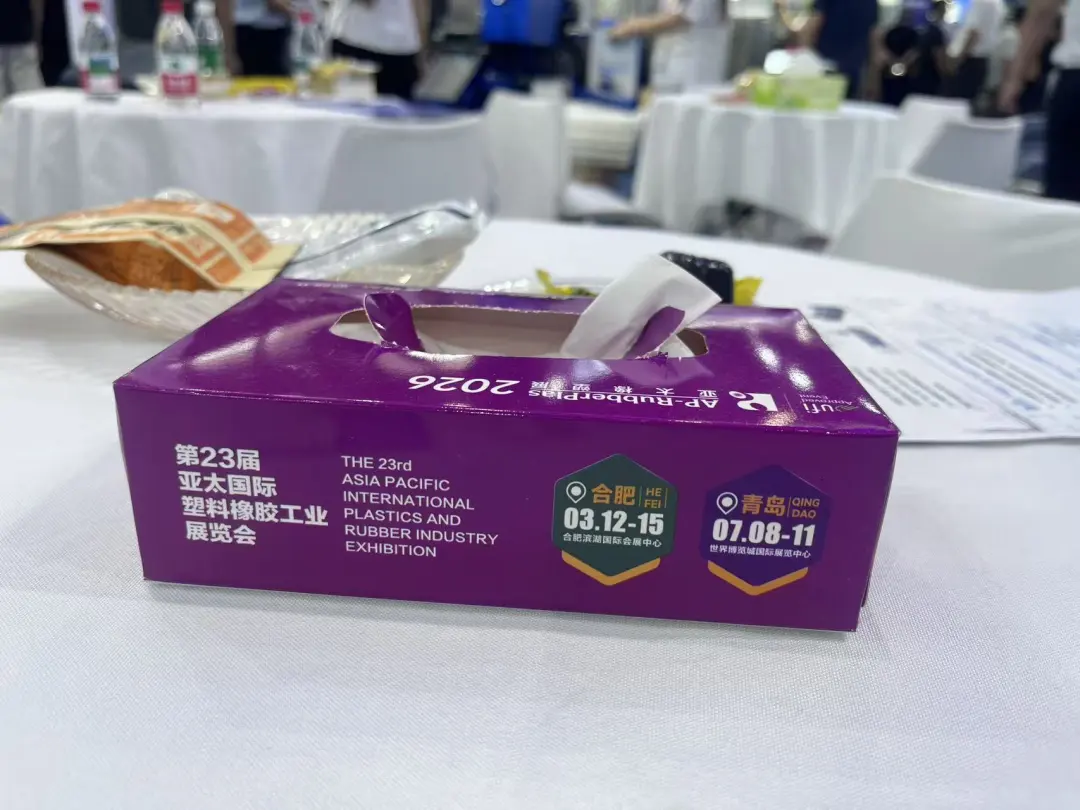 AP-RubberPlas 2026
亚太橡塑展
ufi
Approved
Event
第23届
亚太国际
塑料橡胶工业
展览会
THE 23rd
ASIA PACIFIC
INTERNATIONAL
PLASTICS AND
RUBBER INDUSTRY
EXHIBITION
合肥
HE
FEI
03.12-15
合肥滨湖国际会展中心
青岛
QING
DAO
07.08-11
世界博览城国际展览中心